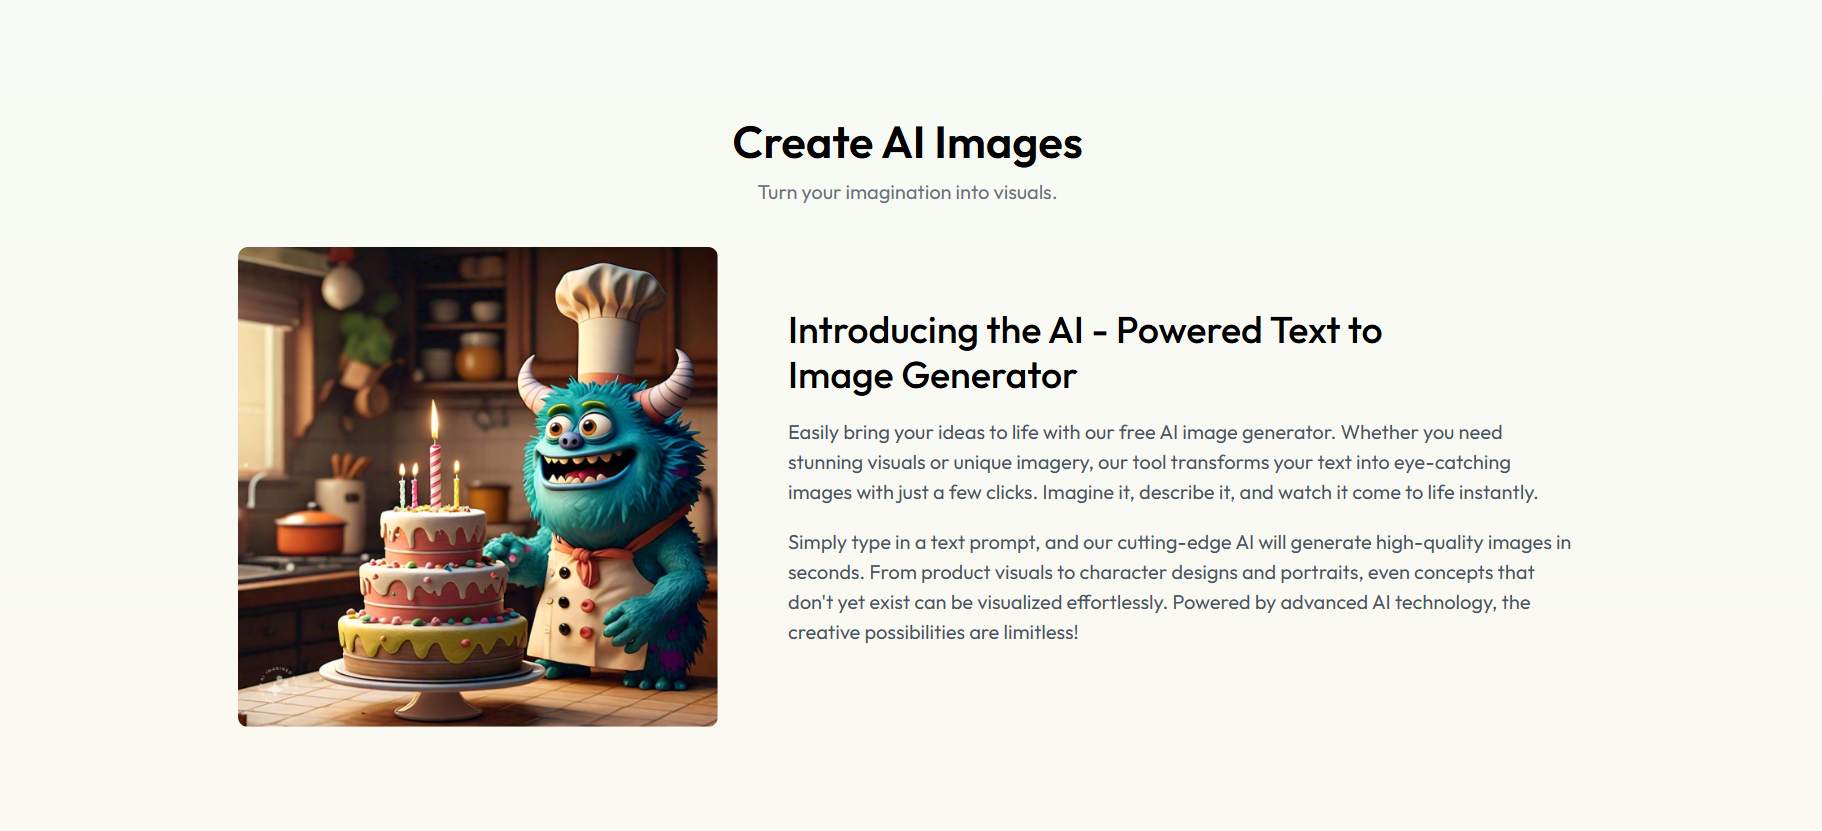 Create AI Images
Turn your imagination into visuals.
Introducing the AI - Powered Text to
Image Generator
Easily bring your ideas to life with our free AI image generator. Whether you need
stunning visuals or unique imagery, our tool transforms your text into eye-catching
images with just a few clicks. Imagine it, describe it, and watch it come to life instantly.
Simply type in a text prompt, and our cutting-edge AI will generate high-quality images in
seconds. From product visuals to character designs and portraits, even concepts that
don't yet exist can be visualized effortlessly. Powered by advanced AI technology, the
creative possibilities are limitless!